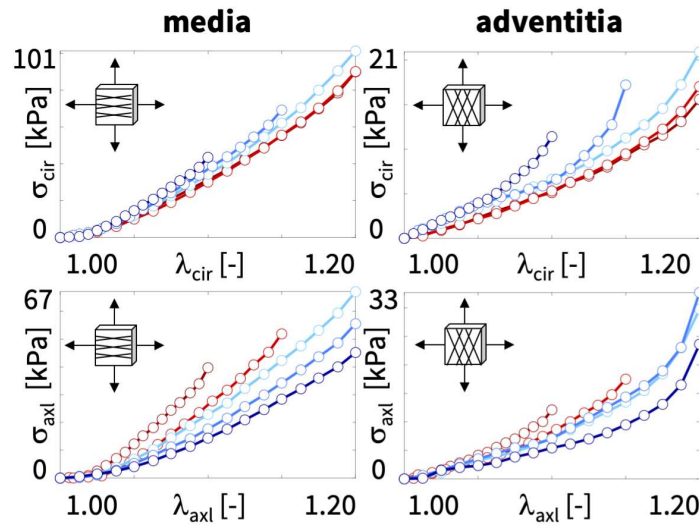 media adventitia
101
σcir [kPa]
0
1.00 λcir [-] 1.20
21
σcir [kPa]
0
1.00 λcir [-] 1.20
67
σaxl [kPa]
0
1.00 λaxl [-] 1.20
33
σaxl [kPa]
0
1.00 λaxl [-] 1.20